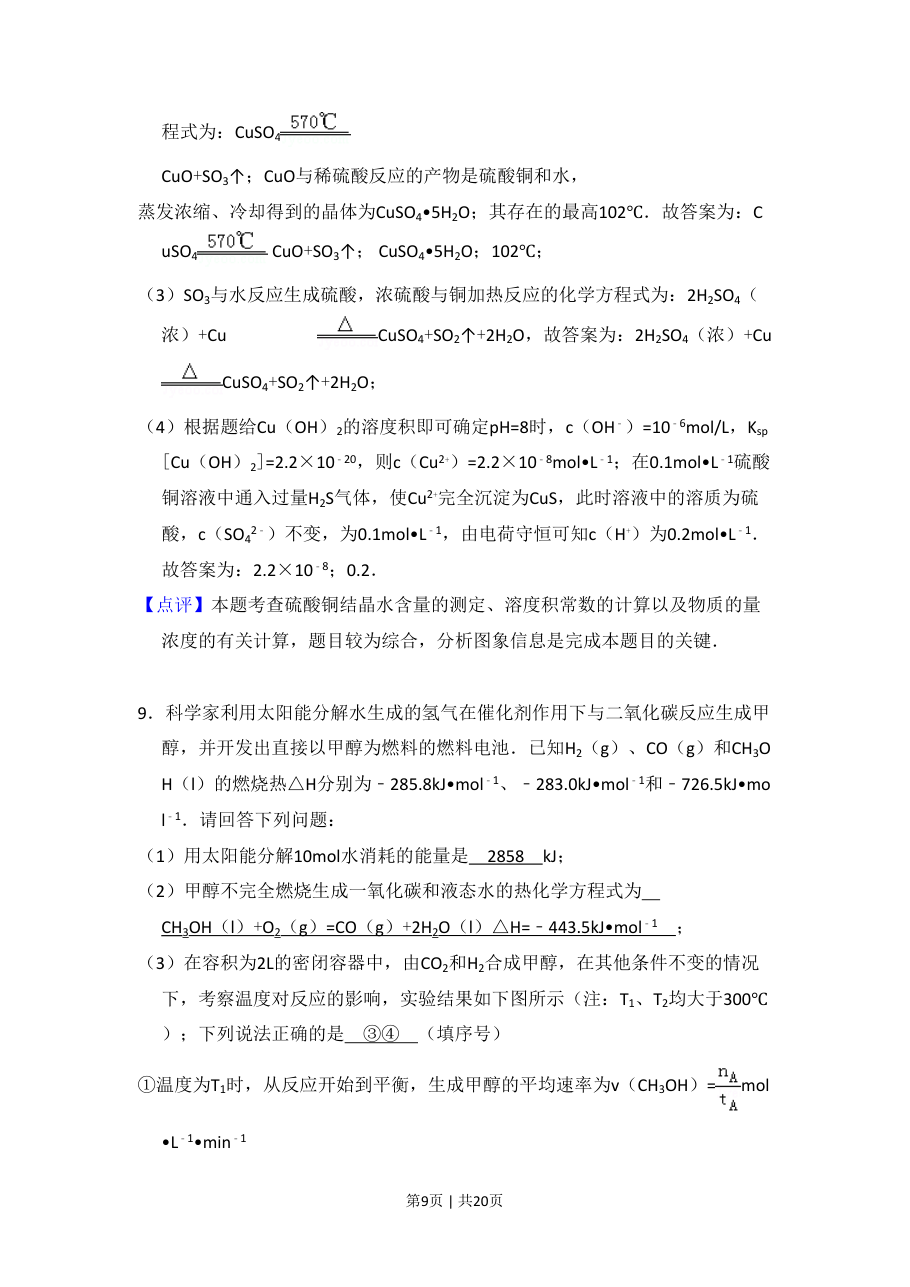 程式为：CuSO₄ 570℃
CuO+SO₃↑；CuO与稀硫酸反应的产物是硫酸铜和水，
蒸发浓缩、冷却得到的晶体为CuSO₄•5H₂O；其存在的最高102℃．故答案为：C
uSO₄ 570℃ CuO+SO₃↑； CuSO₄•5H₂O；102℃；
（3）SO₃与水反应生成硫酸，浓硫酸与铜加热反应的化学方程式为：2H₂SO₄（
浓）+Cu △ CuSO₄+SO₂↑+2H₂O，故答案为：2H₂SO₄（浓）+Cu
△ CuSO₄+SO₂↑+2H₂O；
（4）根据题给Cu（OH）₂的溶度积即可确定pH=8时，c（OH⁻）=10⁻⁶mol/L，Ksp
[Cu（OH）₂]=2.2×10⁻²⁰，则c（Cu²⁺）=2.2×10⁻⁸mol•L⁻¹；在0.1mol•L⁻¹硫酸
铜溶液中通入过量H₂S气体，使Cu²⁺完全沉淀为CuS，此时溶液中的溶质为硫
酸，c（SO₄²⁻）不变，为0.1mol•L⁻¹，由电荷守恒可知c（H⁺）为0.2mol•L⁻¹．
故答案为：2.2×10⁻⁸；0.2．
【点评】本题考查硫酸铜结晶水含量的测定、溶度积常数的计算以及物质的量
浓度的有关计算，题目较为综合，分析图象信息是完成本题目的关键．
9．科学家利用太阳能分解水生成的氢气在催化剂作用下与二氧化碳反应生成甲
醇，并开发出直接以甲醇为燃料的燃料电池．已知H₂（g）、CO（g）和CH₃O
H（l）的燃烧热△H分别为﹣285.8kJ•mol⁻¹、﹣283.0kJ•mol⁻¹和﹣726.5kJ•mo
l⁻¹．请回答下列问题：
（1）用太阳能分解10mol水消耗的能量是 2858 kJ；
（2）甲醇不完全燃烧生成一氧化碳和液态水的热化学方程式为
CH₃OH（l）+O₂（g）=CO（g）+2H₂O（l）△H=﹣443.5kJ•mol⁻¹ ；
（3）在容积为2L的密闭容器中，由CO₂和H₂合成甲醇，在其他条件不变的情况
下，考察温度对反应的影响，实验结果如下图所示（注：T₁、T₂均大于300℃
）；下列说法正确的是 ③④ （填序号）
①温度为T₁时，从反应开始到平衡，生成甲醇的平均速率为v（CH₃OH）=nA/tA mol
•L⁻¹•min⁻¹
第9页 | 共20页